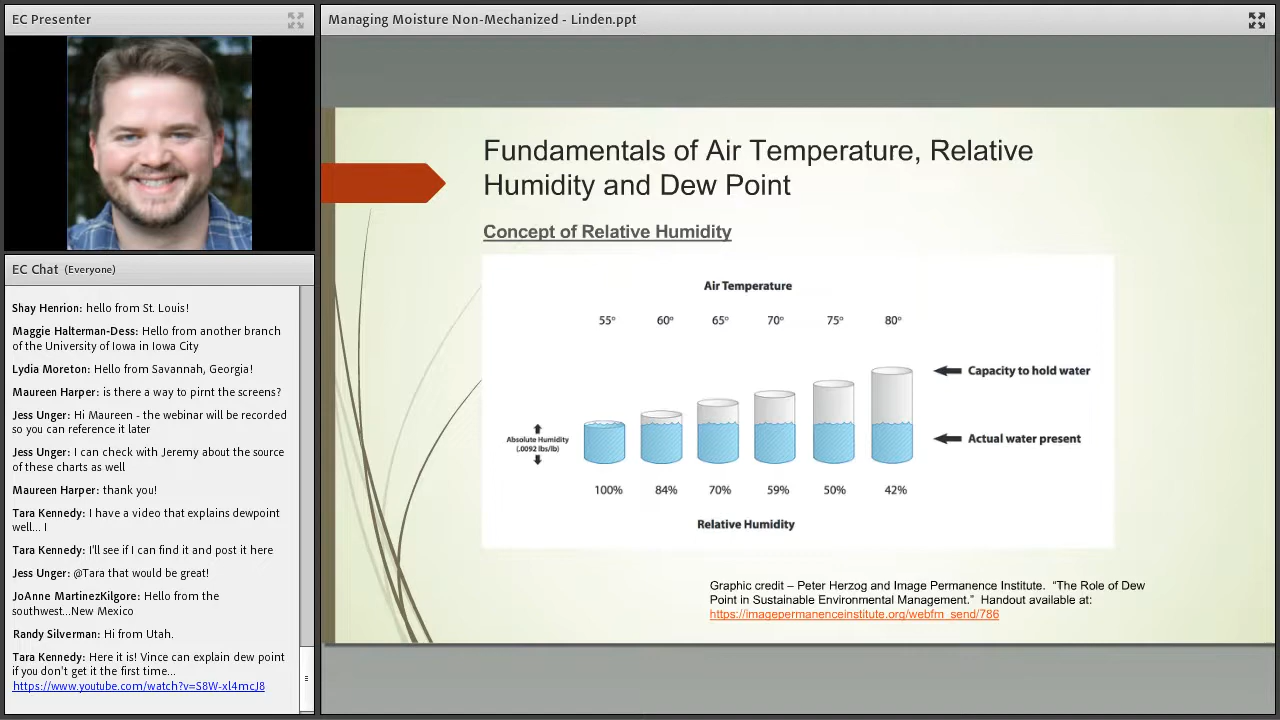 EC Presenter
Managing Moisture Non-Mechanized - Linden.ppt
EC Chat (Everyone)
Shay Henrion: hello from St. Louis!
Maggie Halterman-Dess: Hello from another branch
of the University of Iowa in Iowa City
Lydia Moreton: Hello from Savannah, Georgia!
Maureen Harper: is there a way to pirnt the screens?
Jess Unger: Hi Maureen - the webinar will be recorded
so you can reference it later
Jess Unger: I can check with Jeremy about the source
of these charts as well
Maureen Harper: thank you!
Tara Kennedy: I have a video that explains dewpoint
well... I
Tara Kennedy: I'll see if I can find it and post it here
Jess Unger: @Tara that would be great!
JoAnne MartinezKilgore: Hello from the
southwest...New Mexico
Randy Silverman: Hi from Utah.
Tara Kennedy: Here it is! Vince can explain dew point
if you don't get it the first time...
https://www.youtube.com/watch?v=S8W-xl4mcJ8
Fundamentals of Air Temperature, Relative
Humidity and Dew Point
Concept of Relative Humidity
Air Temperature
55° 60° 65° 70° 75° 80°
Capacity to hold water
Absolute Humidity
(.0092 lbs/lb)
Actual water present
100% 84% 70% 59% 50% 42%
Relative Humidity
Graphic credit – Peter Herzog and Image Permanence Institute. “The Role of Dew
Point in Sustainable Environmental Management.” Handout available at:
https://imagepermanenceinstitute.org/webfm_send/786